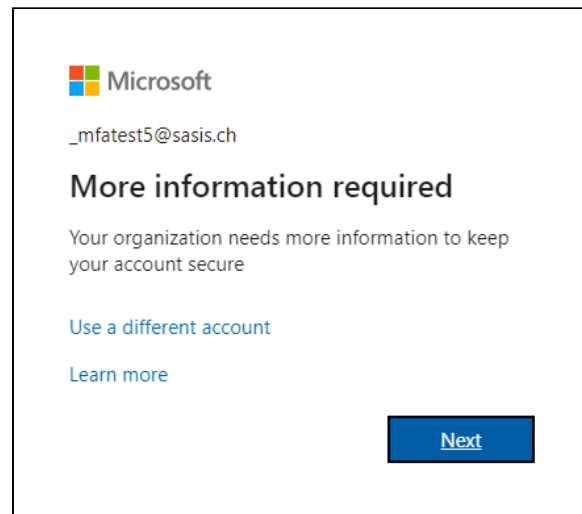 Microsoft
_mfatest5@sasis.ch
More information required
Your organization needs more information to keep
your account secure
Use a different account
Learn more
Next